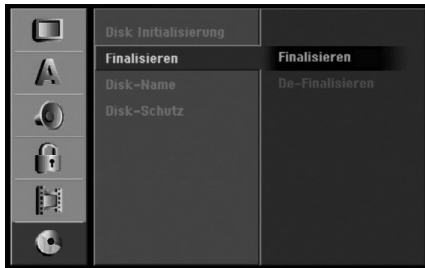 Disk Initialisierung
Finalisieren
Disk-Name
Disk-Schutz
Finalisieren
De-Finalisieren